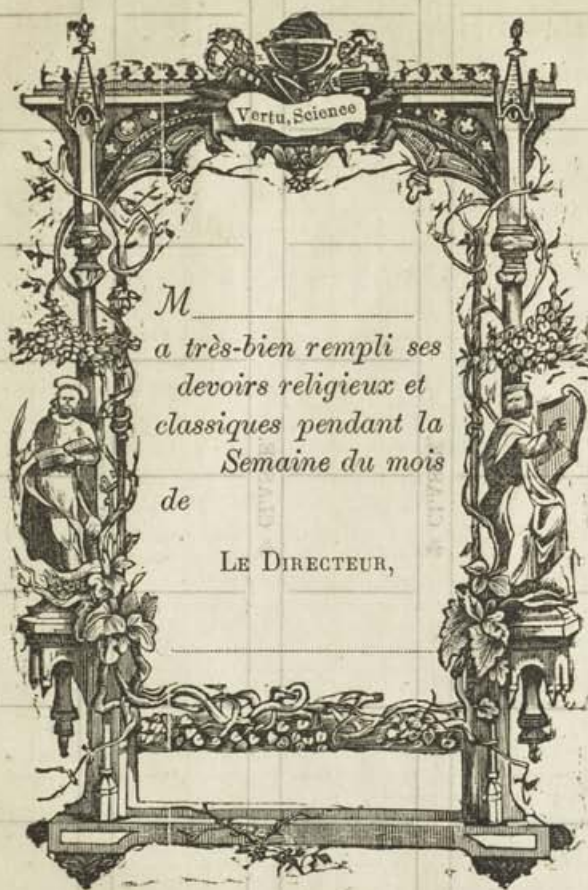 Vertu, Science
M
a très-bien rempli ses
devoirs religieux et
classiques pendant la
Semaine du mois
de
LE DIRECTEUR,